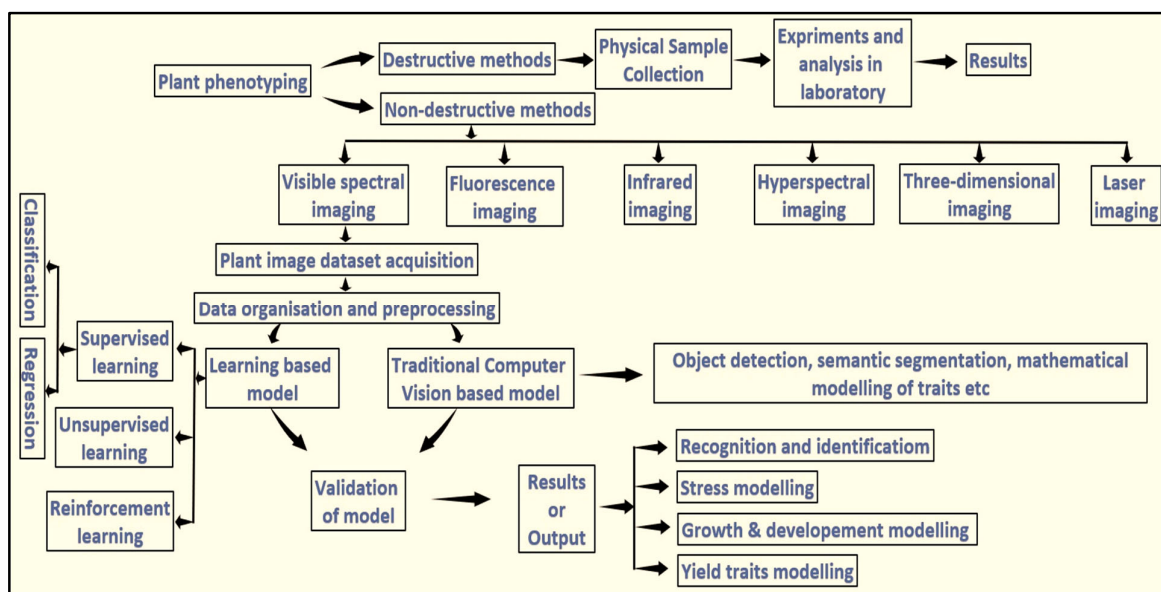 Plant phenotyping
Destructive methods
Physical Sample
Collection
Expriments and
analysis in
laboratory
Results
Non-destructive methods
Visible spectral
imaging
Fluorescence
imaging
Infrared
imaging
Hyperspectral
imaging
Three-dimensional
imaging
Laser
imaging
Plant image dataset acquisition
Data organisation and preprocessing
Learning based
model
Traditional Computer
Vision based model
Object detection, semantic segmentation, mathematical
modelling of traits etc
Supervised
learning
Classification
Regression
Unsupervised
learning
Reinforcement
learning
Validation
of model
Results
or
Output
Recognition and identificatiom
Stress modelling
Growth & developement modelling
Yield traits modelling